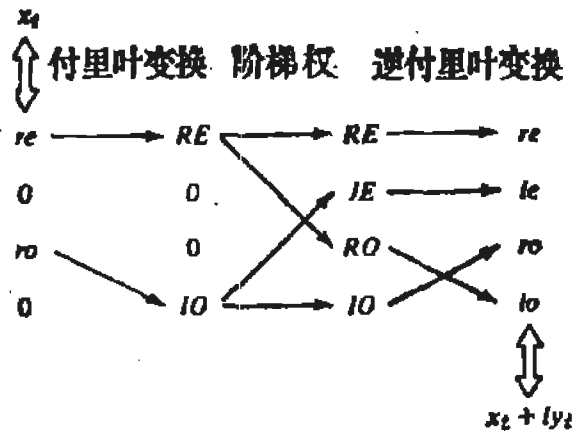 x_t
付里叶变换 阶梯权 逆付里叶变换
re RE RE re
0 0 IE ie
ro 0 RO ro
0 IO IO io
x_t + iy_t